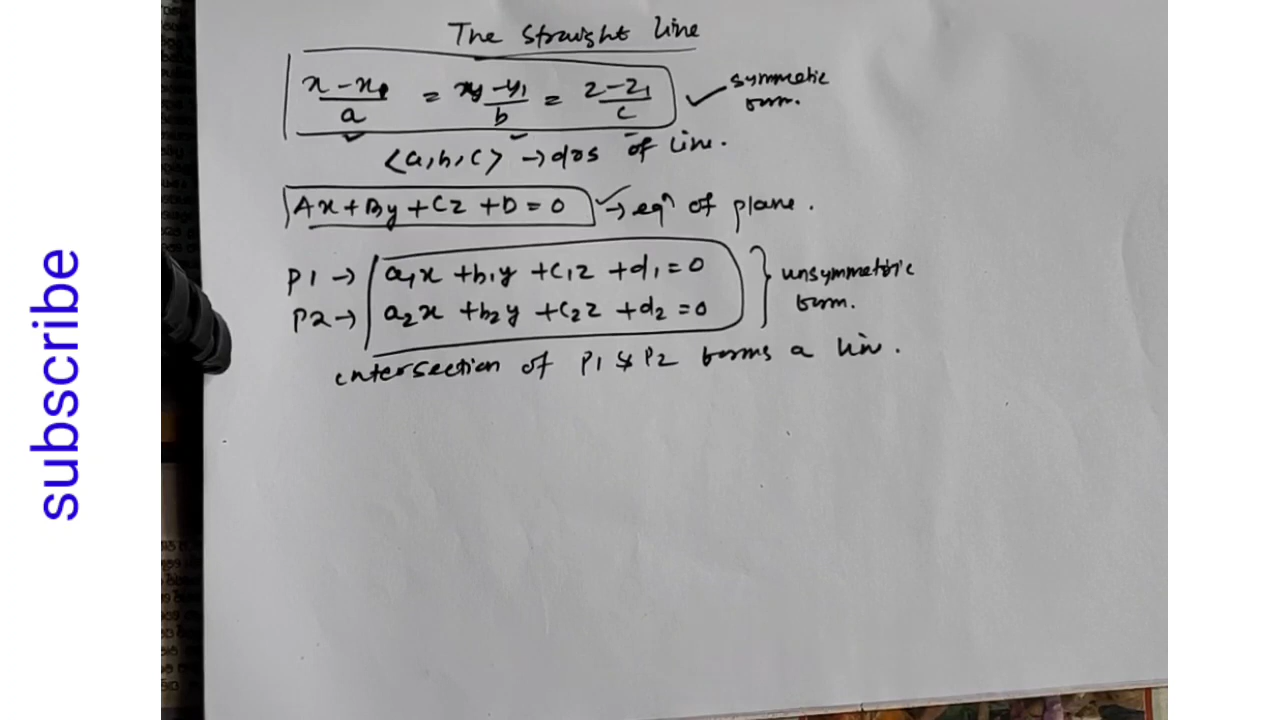 The Straight Line
x - x1 / a = y - y1 / b = z - z1 / c symmetric form.
<a, b, c> → drs of line.
Ax + By + Cz + D = 0 → eqn of plane.
P1 → a1x + b1y + c1z + d1 = 0
P2 → a2x + b2y + c2z + d2 = 0
unsymmetric form.
intersection of P1 & P2 forms a line.
subscribe